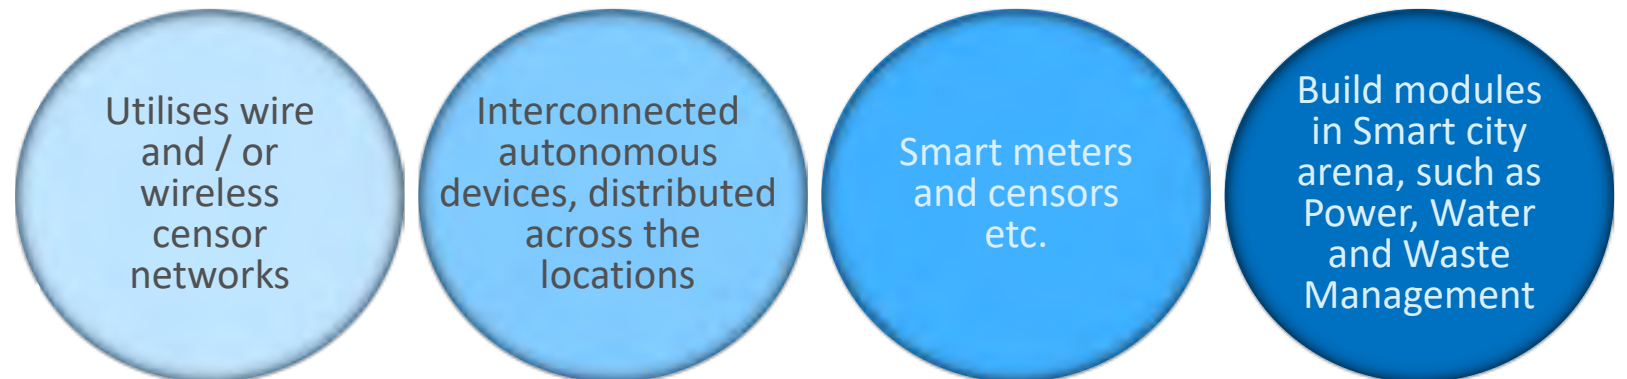 Utilises wire
and / or
wireless
censor
networks
Interconnected
autonomous
devices, distributed
across the
locations
Smart meters
and censors
etc.
Build modules
in Smart city
arena, such as
Power, Water
and Waste
Management